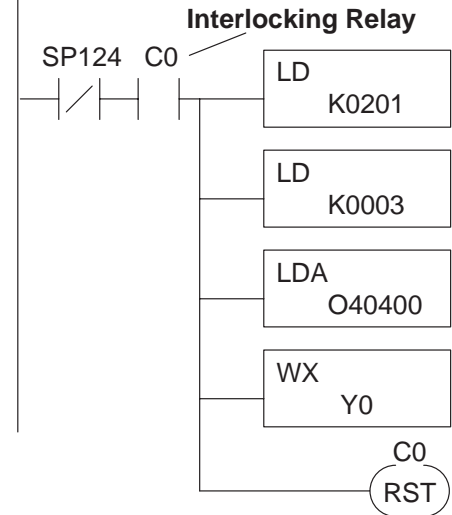 Interlocking Relay
SP124 C0
LD
K0201
LD
K0003
LDA
O40400
WX
Y0
C0
RST